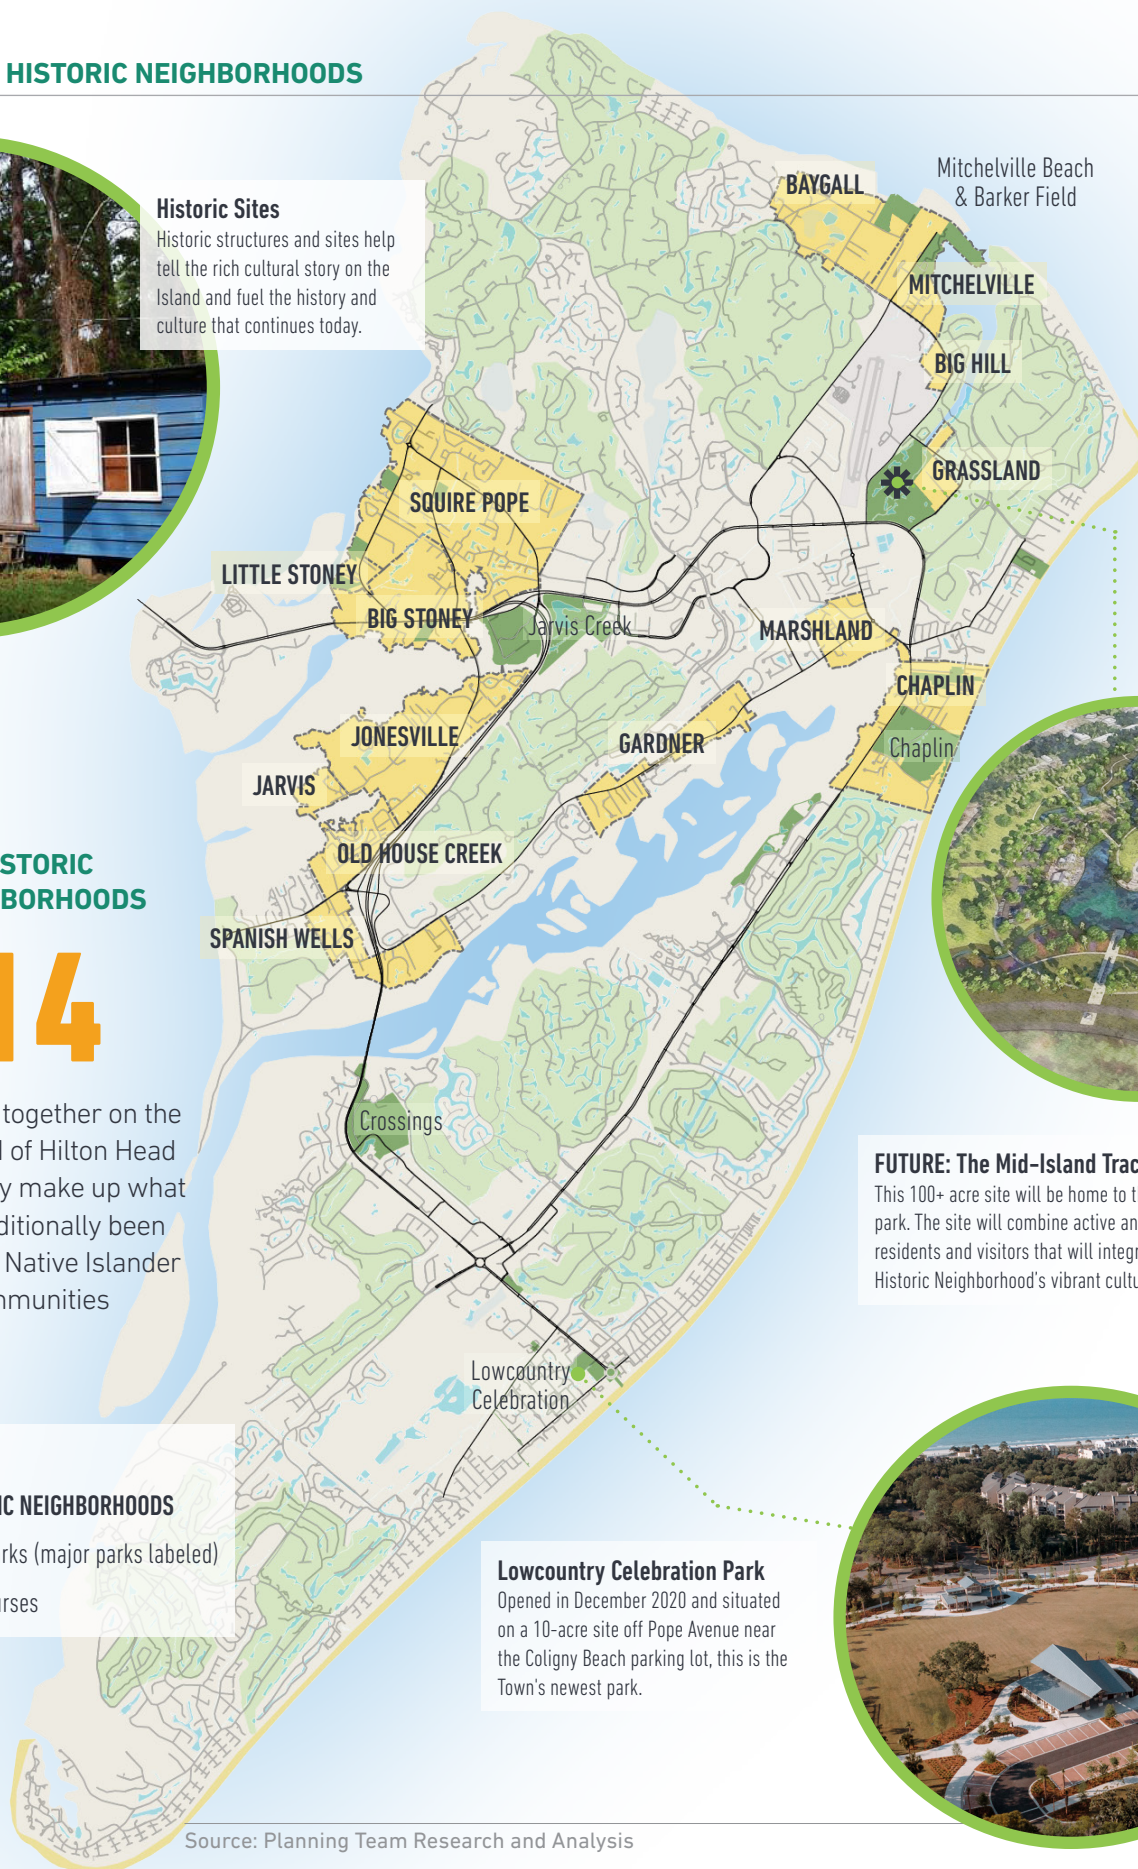 HISTORIC NEIGHBORHOODS
Historic Sites
Historic structures and sites help
tell the rich cultural story on the
Island and fuel the history and
culture that continues today.
BAYGALL
Mitchelville Beach
& Barker Field
MITCHELVILLE
BIG HILL
GRASSLAND
SQUIRE POPE
LITTLE STONEY
BIG STONEY
Jarvis Creek
MARSHLAND
CHAPLIN
Chaplin
JONESVILLE
GARDNER
JARVIS
OLD HOUSE CREEK
SPANISH WELLS
STORIC
BORHOODS
14
together on the
of Hilton Head
y make up what
ditionally been
Native Islander
mmunities
Crossings
FUTURE: The Mid-Island Trac
This 100+ acre site will be home to t
park. The site will combine active an
residents and visitors that will integr
Historic Neighborhood's vibrant cultu
Lowcountry
Celebration
IC NEIGHBORHOODS
rks (major parks labeled)
urses
Lowcountry Celebration Park
Opened in December 2020 and situated
on a 10-acre site off Pope Avenue near
the Coligny Beach parking lot, this is the
Town's newest park.
Source: Planning Team Research and Analysis